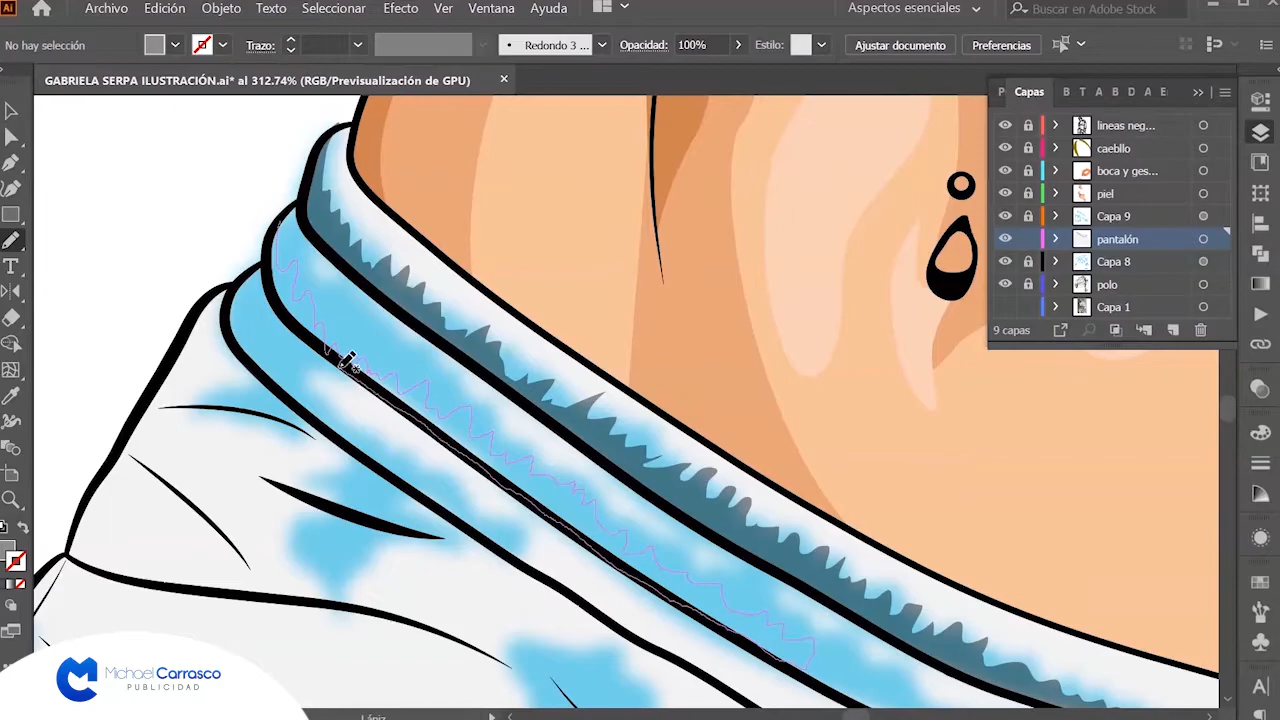 Ai Archivo Edición Objeto Texto Seleccionar Efecto Ver Ventana Ayuda Aspectos esenciales Buscar en Adobe Stock
No hay selección Trazo: Redondo 3 ... Opacidad: 100% Estilo: Ajustar documento Preferencias
GABRIELA SERPA ILUSTRACIÓN.ai* al 312.74% (RGB/Previsualización de GPU)
Capas B T A B D A
lineas neg...
caebllo
boca y ges...
piel
Capa 9
pantalón
Capa 8
polo
Capa 1
9 capas
Michael Carrasco
PUBLICIDAD